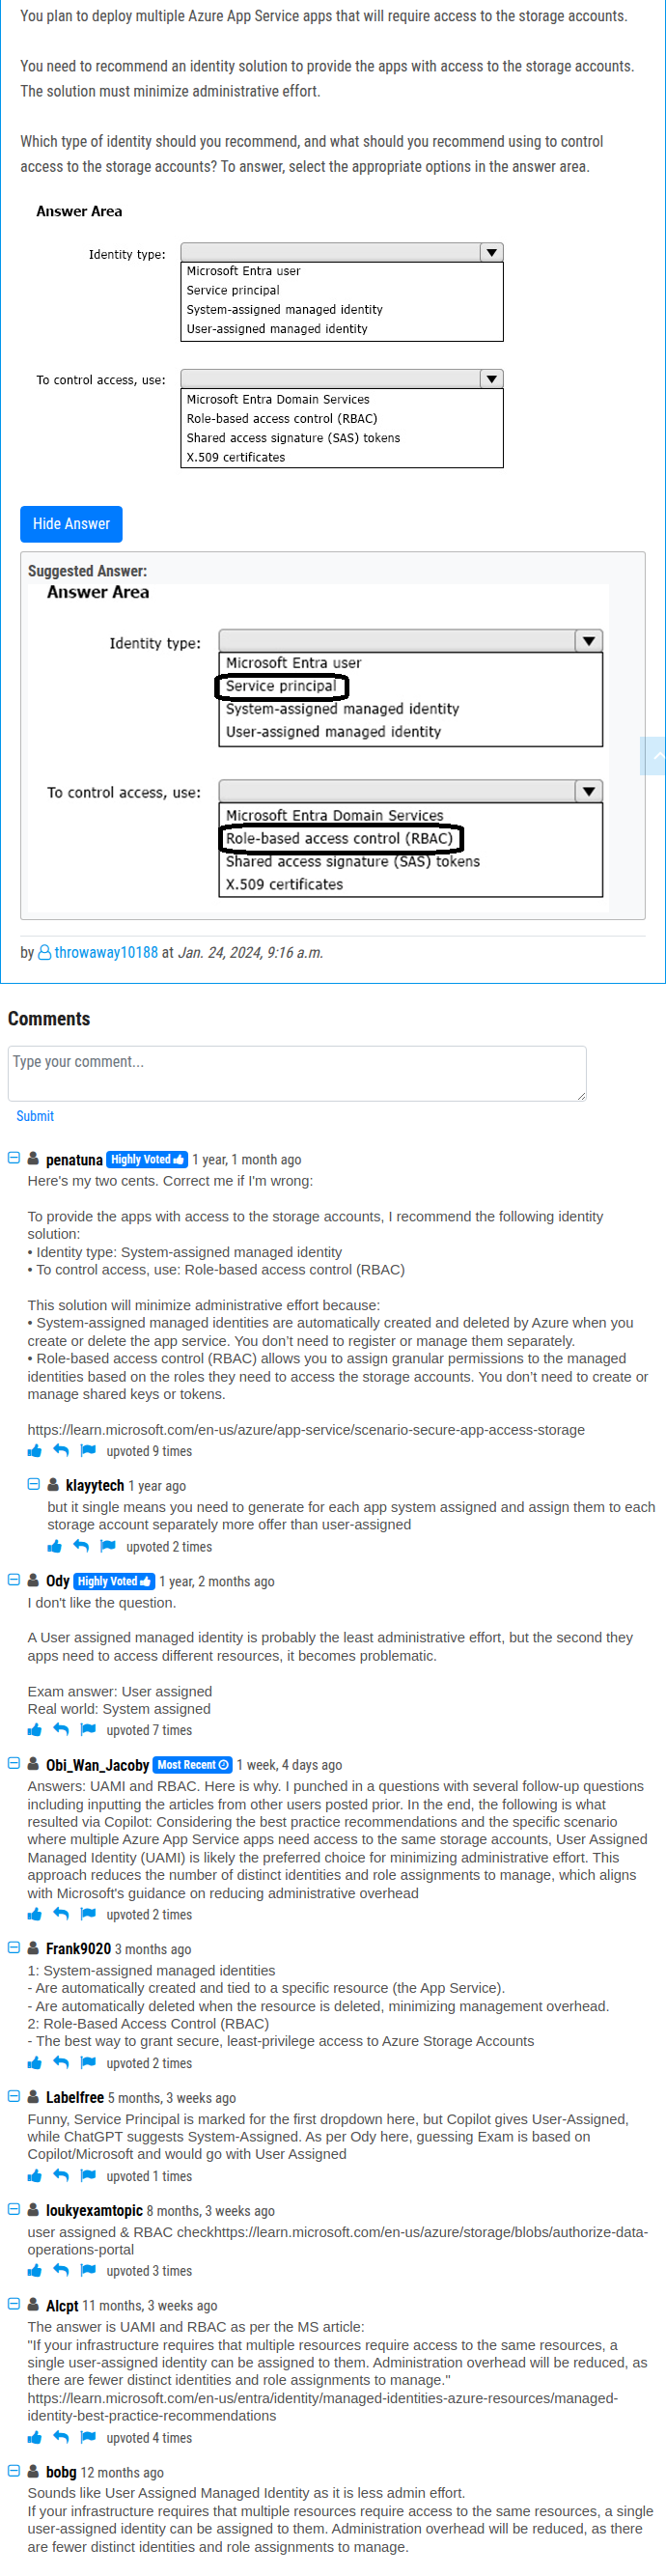 You plan to deploy multiple Azure App Service apps that will require access to the storage accounts.
You need to recommend an identity solution to provide the apps with access to the storage accounts.
The solution must minimize administrative effort.
Which type of identity should you recommend, and what should you recommend using to control
access to the storage accounts? To answer, select the appropriate options in the answer area.
Answer Area
Identity type:
Microsoft Entra user
Service principal
System-assigned managed identity
User-assigned managed identity
To control access, use:
Microsoft Entra Domain Services
Role-based access control (RBAC)
Shared access signature (SAS) tokens
X.509 certificates
Hide Answer
Suggested Answer:
Answer Area
Identity type:
Microsoft Entra user
Service principal
System-assigned managed identity
User-assigned managed identity
To control access, use:
Microsoft Entra Domain Services
Role-based access control (RBAC)
Shared access signature (SAS) tokens
X.509 certificates
by throwaway10188 at Jan. 24, 2024, 9:16 a.m.
Comments
Type your comment...
Submit
penatuna Highly Voted 1 year, 1 month ago
Here's my two cents. Correct me if I'm wrong:
To provide the apps with access to the storage accounts, I recommend the following identity
solution:
• Identity type: System-assigned managed identity
• To control access, use: Role-based access control (RBAC)
This solution will minimize administrative effort because:
• System-assigned managed identities are automatically created and deleted by Azure when you
create or delete the app service. You don’t need to register or manage them separately.
• Role-based access control (RBAC) allows you to assign granular permissions to the managed
identities based on the roles they need to access the storage accounts. You don’t need to create or
manage shared keys or tokens.
https://learn.microsoft.com/en-us/azure/app-service/scenario-secure-app-access-storage
upvoted 9 times
klayytech 1 year ago
but it single means you need to generate for each app system assigned and assign them to each
storage account separately more offer than user-assigned
upvoted 2 times
Ody Highly Voted 1 year, 2 months ago
I don't like the question.
A User assigned managed identity is probably the least administrative effort, but the second they
apps need to access different resources, it becomes problematic.
Exam answer: User assigned
Real world: System assigned
upvoted 7 times
Obi_Wan_Jacoby Most Recent 1 week, 4 days ago
Answers: UAMI and RBAC. Here is why. I punched in a questions with several follow-up questions
including inputting the articles from other users posted prior. In the end, the following is what
resulted via Copilot: Considering the best practice recommendations and the specific scenario
where multiple Azure App Service apps need access to the same storage accounts, User Assigned
Managed Identity (UAMI) is likely the preferred choice for minimizing administrative effort. This
approach reduces the number of distinct identities and role assignments to manage, which aligns
with Microsoft's guidance on reducing administrative overhead
upvoted 2 times
Frank9020 3 months ago
1: System-assigned managed identities
- Are automatically created and tied to a specific resource (the App Service).
- Are automatically deleted when the resource is deleted, minimizing management overhead.
2: Role-Based Access Control (RBAC)
- The best way to grant secure, least-privilege access to Azure Storage Accounts
upvoted 2 times
Labelfree 5 months, 3 weeks ago
Funny, Service Principal is marked for the first dropdown here, but Copilot gives User-Assigned,
while ChatGPT suggests System-Assigned. As per Ody here, guessing Exam is based on
Copilot/Microsoft and would go with User Assigned
upvoted 1 times
loukyexamtopic 8 months, 3 weeks ago
user assigned & RBAC checkhttps://learn.microsoft.com/en-us/azure/storage/blobs/authorize-data-
operations-portal
upvoted 3 times
Alcpt 11 months, 3 weeks ago
The answer is UAMI and RBAC as per the MS article:
"If your infrastructure requires that multiple resources require access to the same resources, a
single user-assigned identity can be assigned to them. Administration overhead will be reduced, as
there are fewer distinct identities and role assignments to manage."
https://learn.microsoft.com/en-us/entra/identity/managed-identities-azure-resources/managed-
identity-best-practice-recommendations
upvoted 4 times
bobg 12 months ago
Sounds like User Assigned Managed Identity as it is less admin effort.
If your infrastructure requires that multiple resources require access to the same resources, a single
user-assigned identity can be assigned to them. Administration overhead will be reduced, as there
are fewer distinct identities and role assignments to manage.